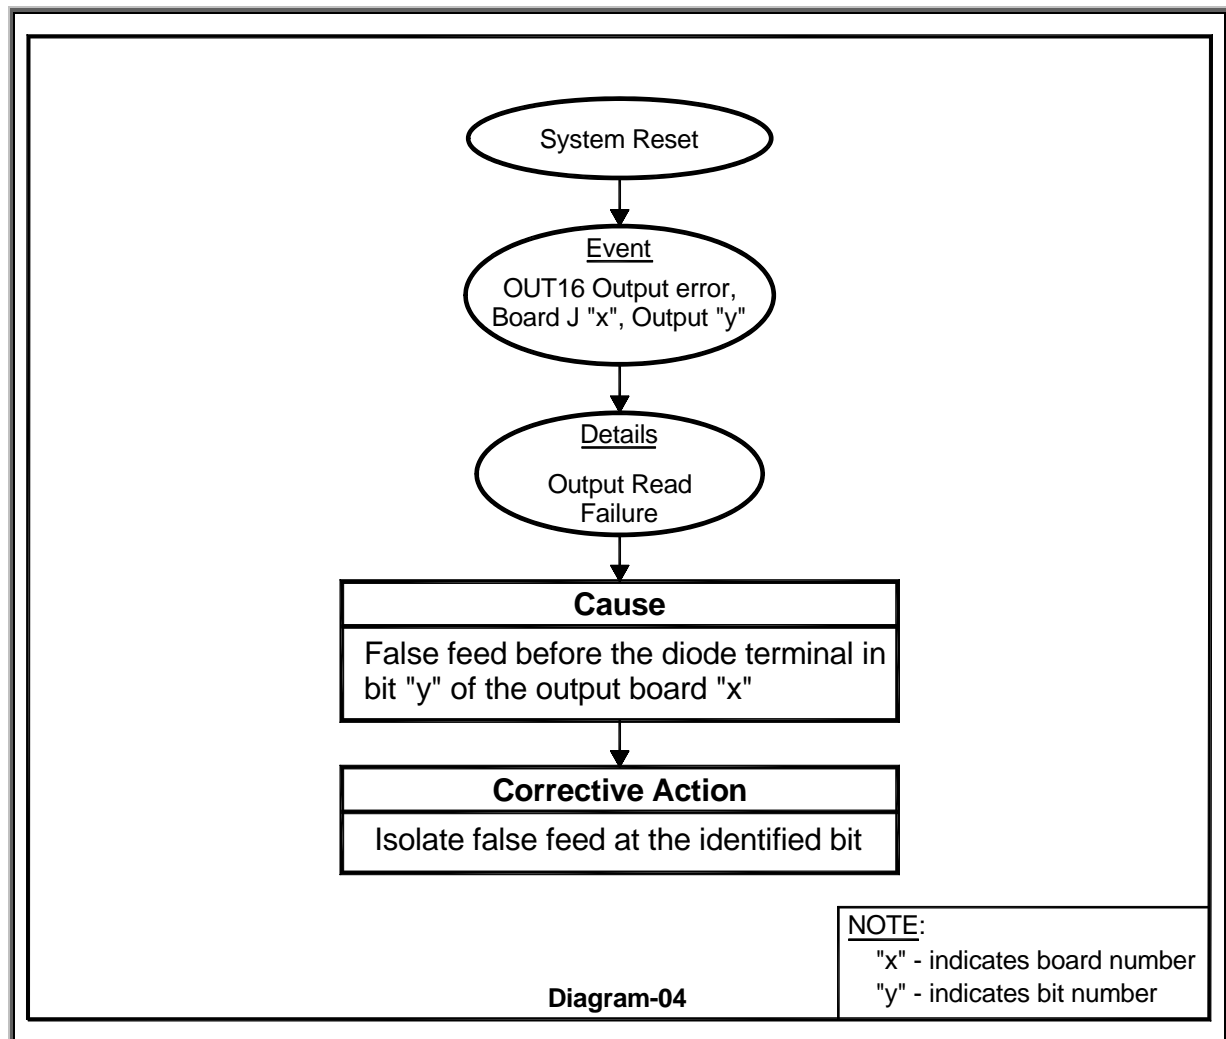 System Reset
Event
OUT16 Output error,
Board J "x", Output "y"
Details
Output Read
Failure
Cause
False feed before the diode terminal in
bit "y" of the output board "x"
Corrective Action
Isolate false feed at the identified bit
NOTE:
"x" - indicates board number
"y" - indicates bit number
Diagram-04